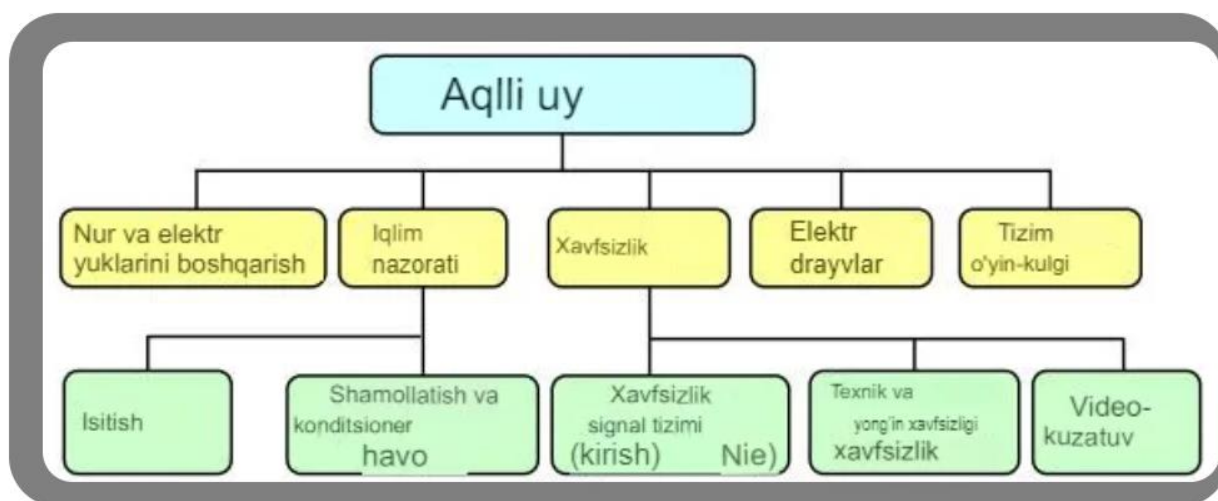 Aqlli uy
Nur va elektr
yuklarini boshqarish
Iqlim
nazorati
Xavfsizlik
Elektr
drayvlar
Tizim
o'yin-kulgi
Isitish
Shamollatish va
konditsioner
havo
Xavfsizlik
signal tizimi
(kirish) Nie)
Texnik va
yong'in xavfsizligi
xavfsizlik
Video-
kuzatuv